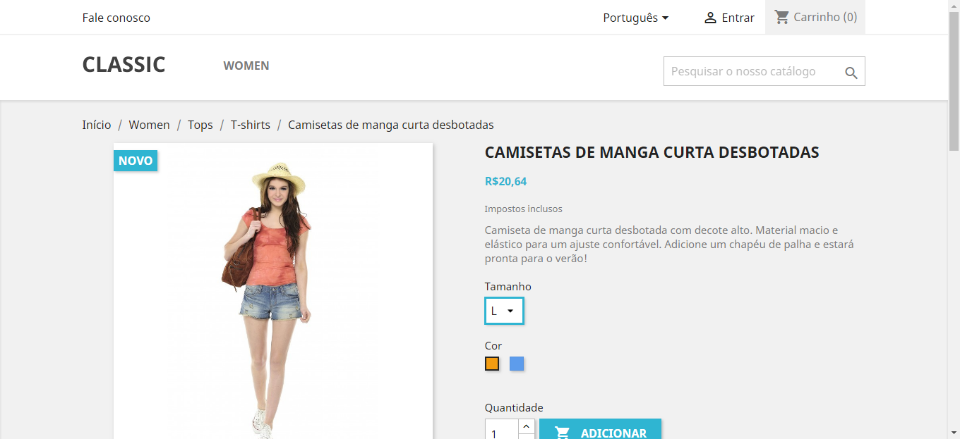 Fale conosco
Português
Entrar
Carrinho (0)
CLASSIC
WOMEN
Pesquisar o nosso catálogo
Início / Women / Tops / T-shirts / Camisetas de manga curta desbotadas
NOVO
CAMISETAS DE MANGA CURTA DESBOTADAS
R$20,64
Impostos inclusos
Camiseta de manga curta desbotada com decote alto. Material macio e
elástico para um ajuste confortável. Adicione um chapéu de palha e estará
pronta para o verão!
Tamanho
L
Cor
Quantidade
1
ADICIONAR